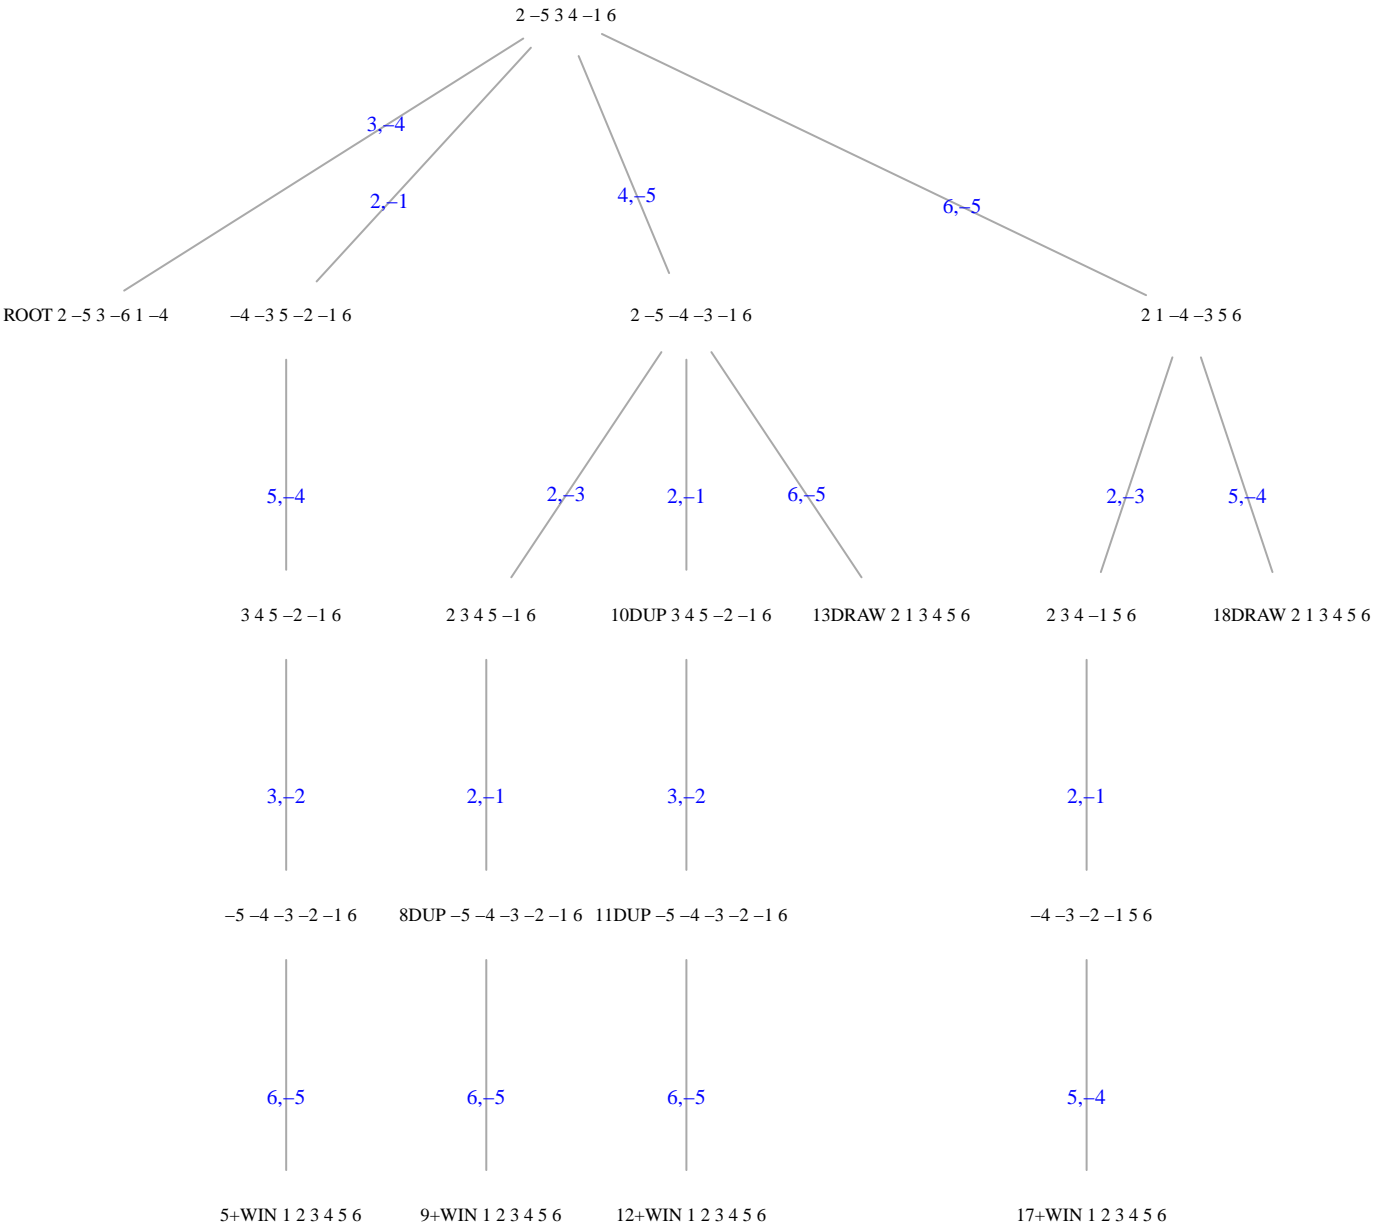 2 –5 3 4 –1 6
3,–4
2,–1
4,–5
6,–5
ROOT 2 –5 3 –6 1 –4
–4 –3 5 –2 –1 6
2 –5 –4 –3 –1 6
2 1 –4 –3 5 6
5,–4
2,–3
2,–1
6,–5
2,–3
5,–4
3 4 5 –2 –1 6
2 3 4 5 –1 6
10DUP 3 4 5 –2 –1 6
13DRAW 2 1 3 4 5 6
2 3 4 –1 5 6
18DRAW 2 1 3 4 5 6
3,–2
2,–1
3,–2
2,–1
–5 –4 –3 –2 –1 6
8DUP –5 –4 –3 –2 –1 6
11DUP –5 –4 –3 –2 –1 6
–4 –3 –2 –1 5 6
6,–5
6,–5
6,–5
5,–4
5+WIN 1 2 3 4 5 6
9+WIN 1 2 3 4 5 6
12+WIN 1 2 3 4 5 6
17+WIN 1 2 3 4 5 6